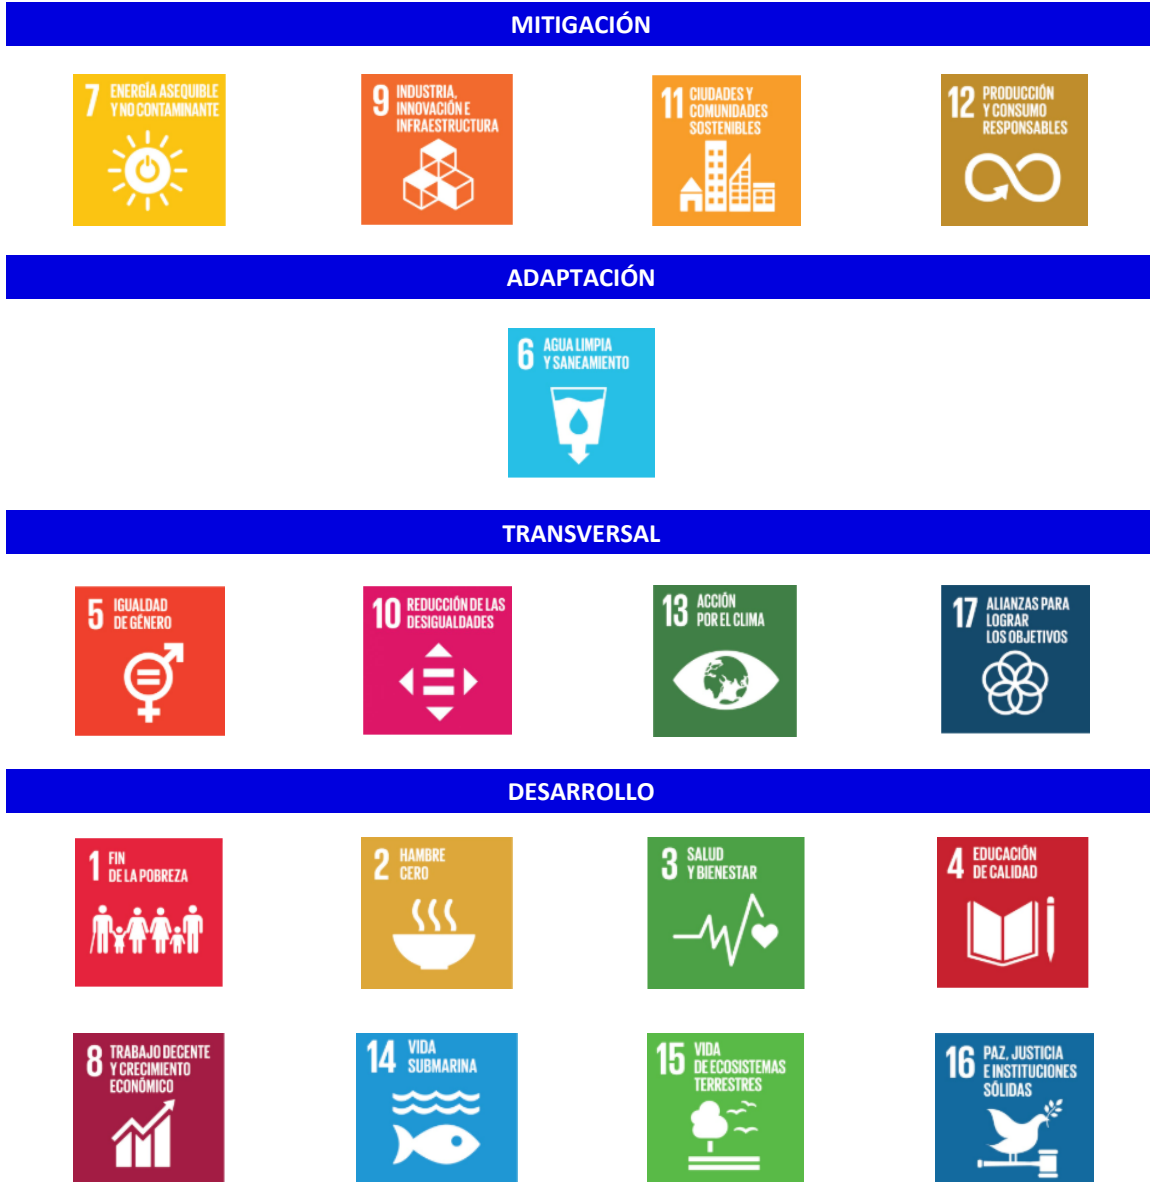 MITIGACIÓN
7 ENERGÍA ASEQUIBLE
Y NO CONTAMINANTE
9 INDUSTRIA,
INNOVACIÓN E
INFRAESTRUCTURA
11 CIUDADES Y
COMUNIDADES
SOSTENIBLES
12 PRODUCCIÓN
Y CONSUMO
RESPONSABLES
ADAPTACIÓN
6 AGUA LIMPIA
Y SANEAMIENTO
TRANSVERSAL
5 IGUALDAD
DE GÉNERO
10 REDUCCIÓN DE LAS
DESIGUALDADES
13 ACCIÓN
POR EL CLIMA
17 ALIANZAS PARA
LOGRAR
LOS OBJETIVOS
DESARROLLO
1 FIN
DE LA POBREZA
2 HAMBRE
CERO
3 SALUD
Y BIENESTAR
4 EDUCACIÓN
DE CALIDAD
8 TRABAJO DECENTE
Y CRECIMIENTO
ECONÓMICO
14 VIDA
SUBMARINA
15 VIDA
DE ECOSISTEMAS
TERRESTRES
16 PAZ, JUSTICIA
E INSTITUCIONES
SÓLIDAS